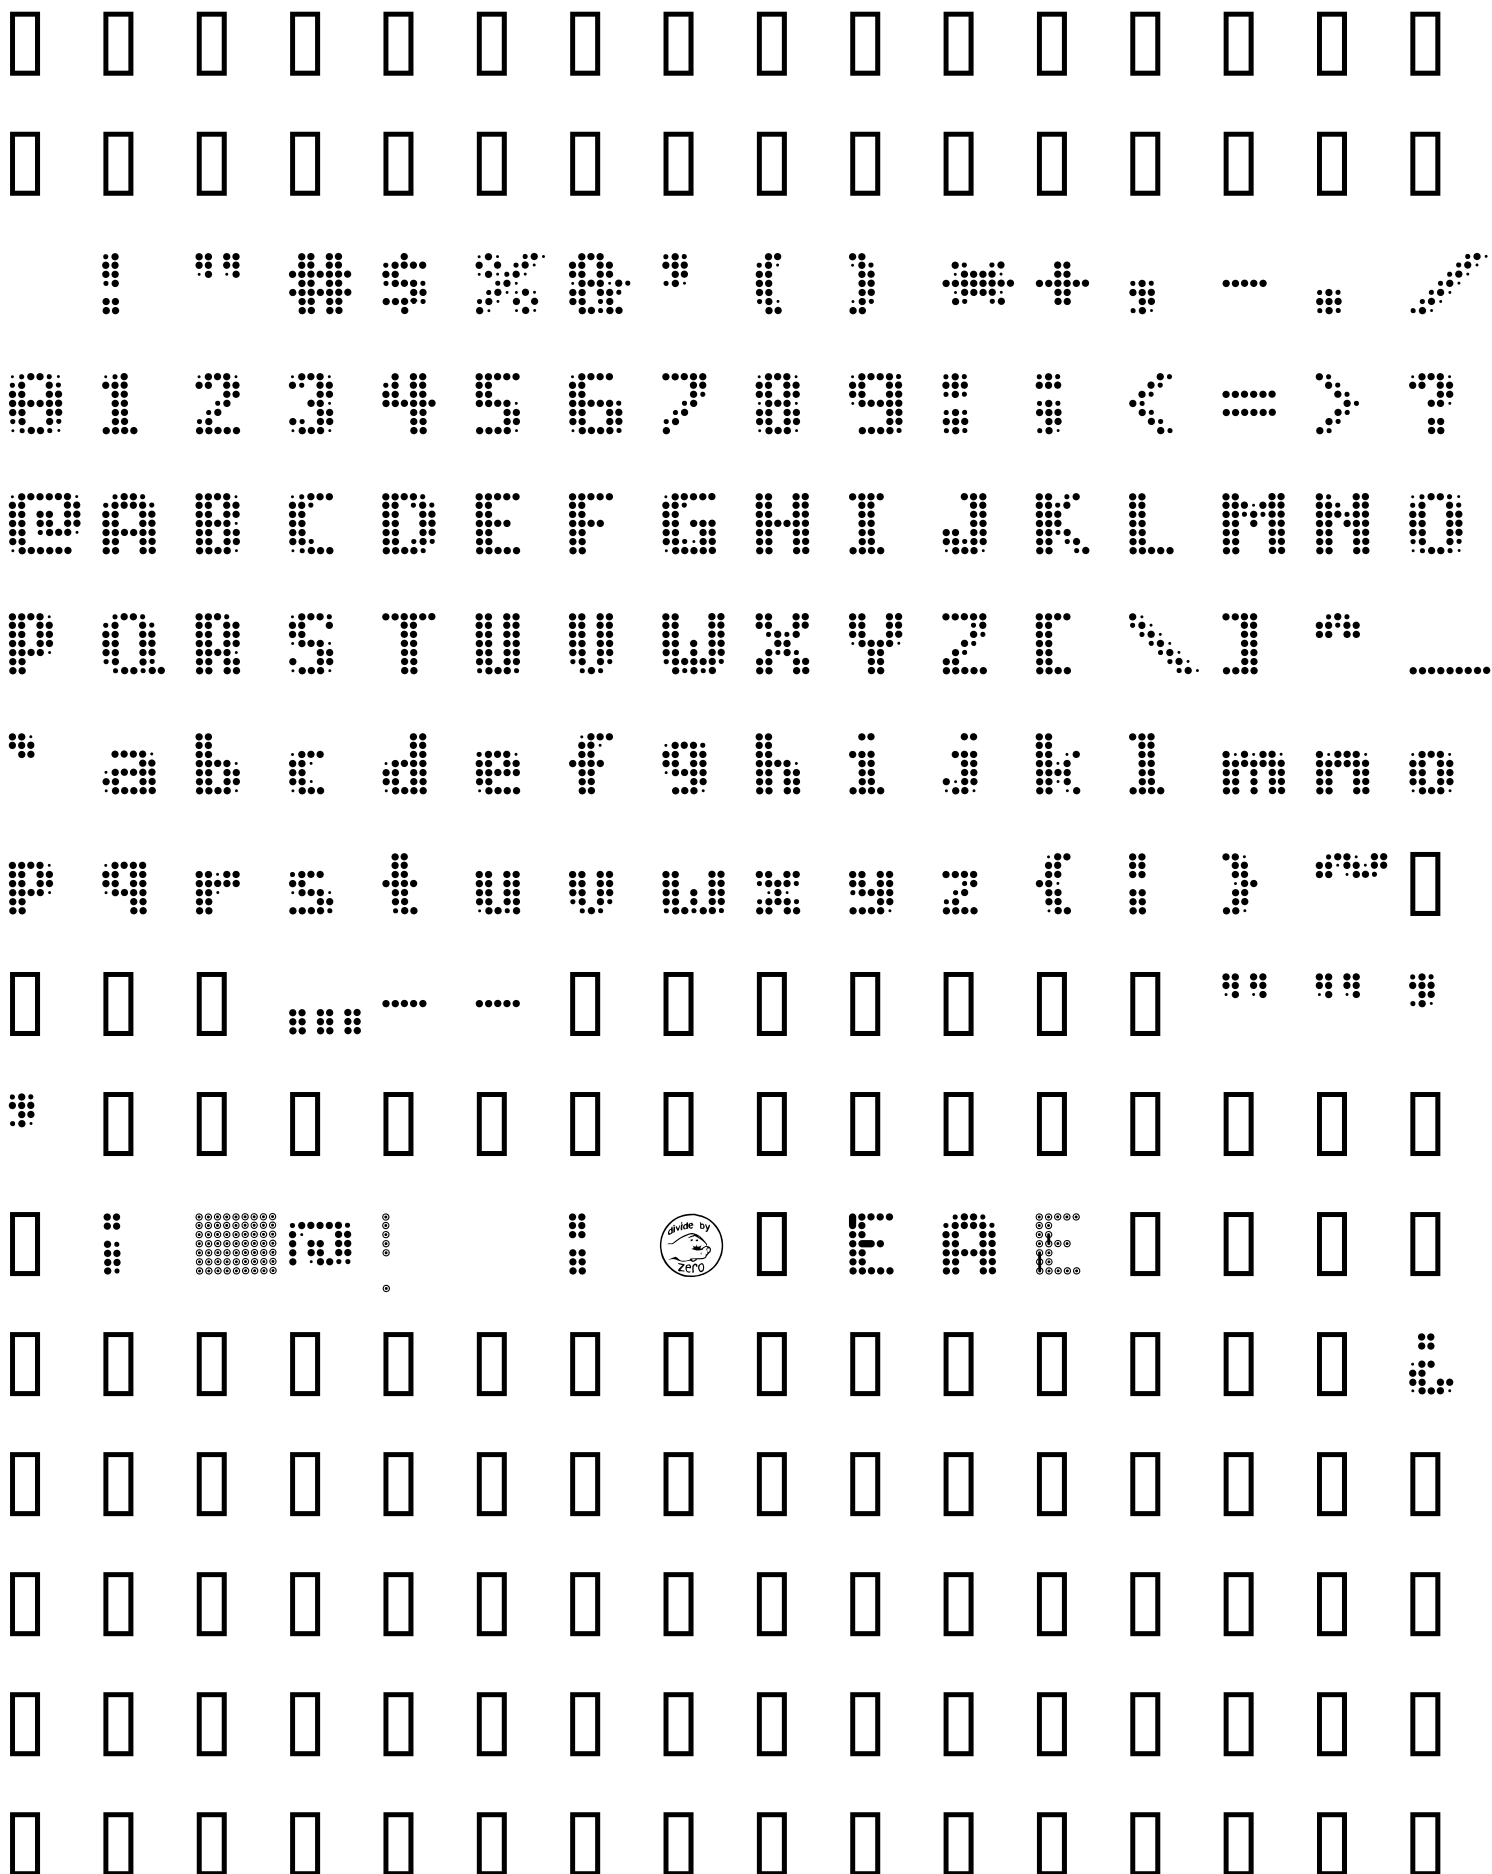 ! " # $ % & ' ( ) * + , - . /
0 1 2 3 4 5 6 7 8 9 : ; < = > ?
@ A B C D E F G H I J K L M N O
P Q R S T U V W X Y Z [ \ ] ^ _
` a b c d e f g h i j k l m n o
p q r s t u v w x y z { | } ~
… – — " " '
'
¡ @ ¦ divide by zero E A E
¿